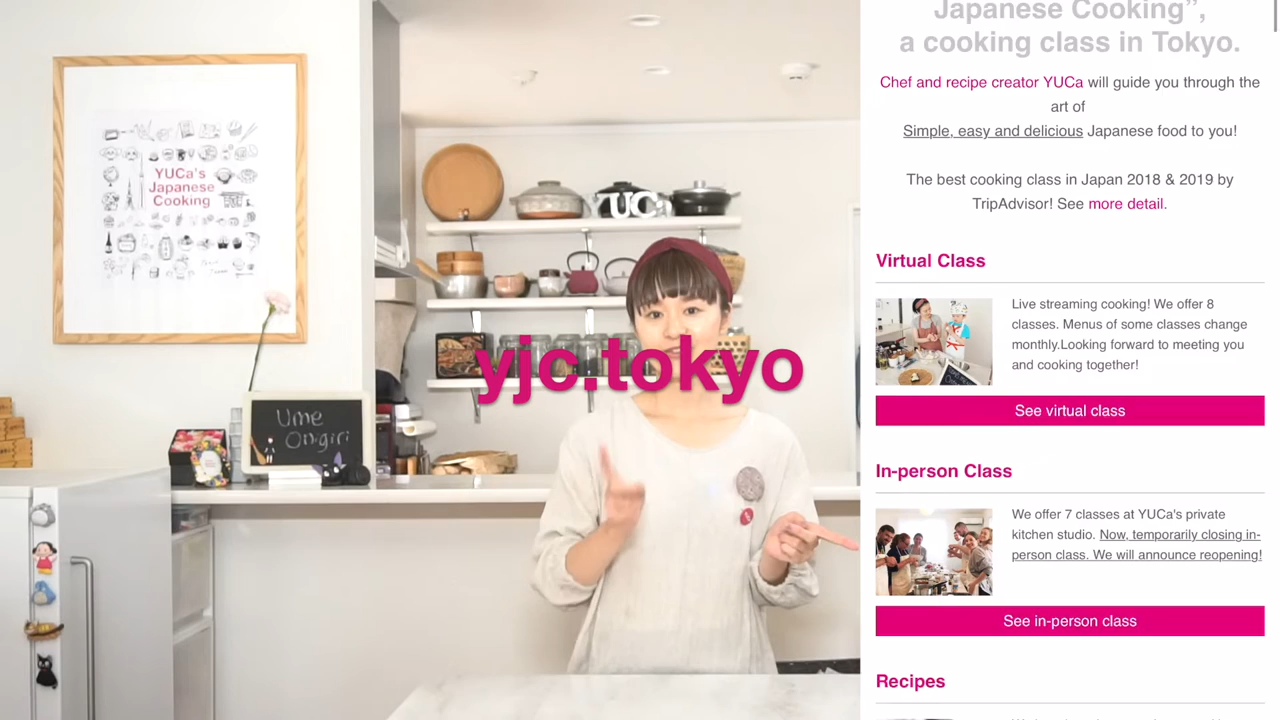 YUCa's
Japanese
Cooking
YUCa
Ume
Onigiri
yjc.tokyo
Japanese Cooking”,
a cooking class in Tokyo.
Chef and recipe creator YUCa will guide you through the
art of
Simple, easy and delicious Japanese food to you!
The best cooking class in Japan 2018 & 2019 by
TripAdvisor! See more detail.
Virtual Class
Live streaming cooking! We offer 8
classes. Menus of some classes change
monthly.Looking forward to meeting you
and cooking together!
See virtual class
In-person Class
We offer 7 classes at YUCa's private
kitchen studio. Now, temporarily closing in-
person class. We will announce reopening!
See in-person class
Recipes